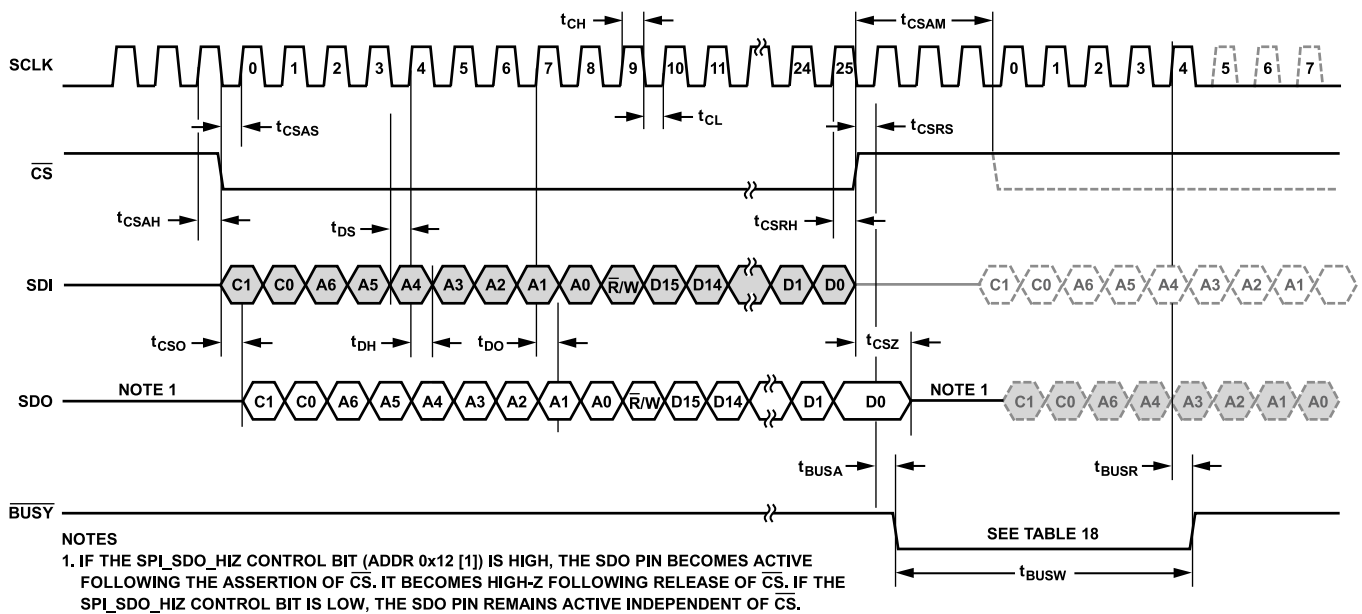 tCH
tCSAM
SCLK
0 1 2 3 4 5 6 7 8 9 10 11 24 25 0 1 2 3 4 5 6 7
tCSAS
tCL
tCSRS
CS
tCSAH
tDS
tCSRH
SDI
C1 C0 A6 A5 A4 A3 A2 A1 A0 R/W D15 D14 D1 D0 C1 C0 A6 A5 A4 A3 A2 A1
tCSO
tDH
tDO
tCSZ
SDO
NOTE 1
C1 C0 A6 A5 A4 A3 A2 A1 A0 R/W D15 D14 D1 D0
NOTE 1
C1 C0 A6 A4 A3 A2 A1 A0
tBUSA
tBUSR
BUSY
SEE TABLE 18
tBUSW
NOTES
1. IF THE SPI_SDO_HIZ CONTROL BIT (ADDR 0x12 [1]) IS HIGH, THE SDO PIN BECOMES ACTIVE
FOLLOWING THE ASSERTION OF CS. IT BECOMES HIGH-Z FOLLOWING RELEASE OF CS. IF THE
SPI_SDO_HIZ CONTROL BIT IS LOW, THE SDO PIN REMAINS ACTIVE INDEPENDENT OF CS.